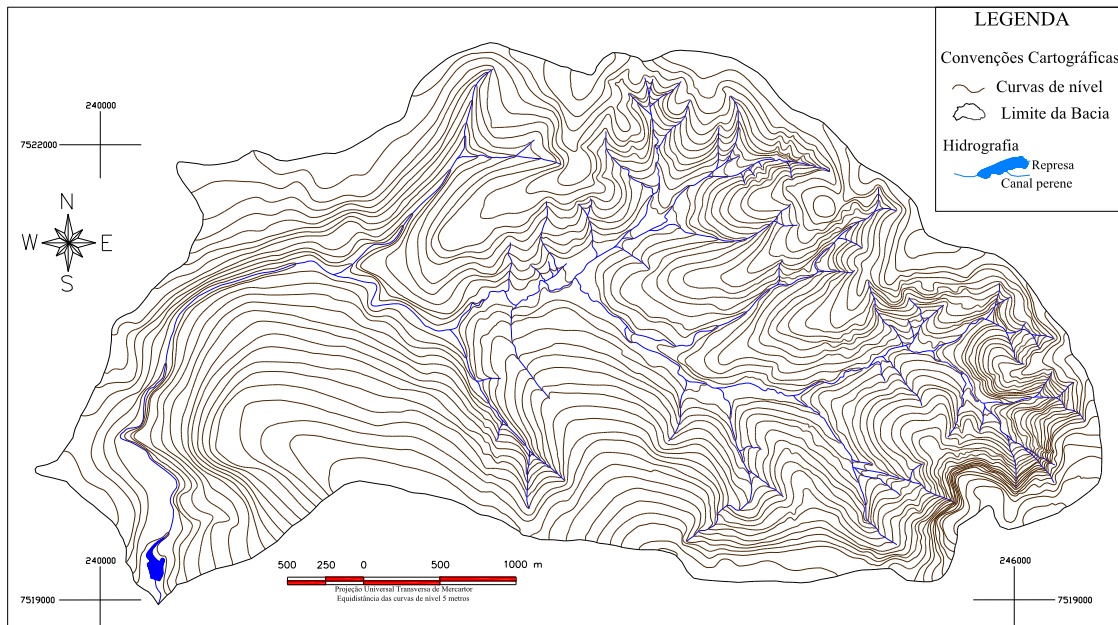 LEGENDA
Convenções Cartográficas
Curvas de nível
Limite da Bacia
Hidrografia
Represa
Canal perene
240000
7522000
N
W E
S
240000
7519000
500 250 0 500 1000 m
Projeção Universal Transversa de Mercartor
Equidistância das curvas de nível 5 metros
246000
7519000